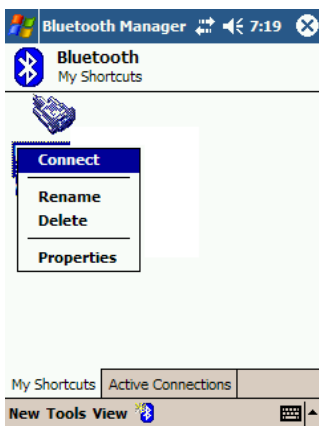 Bluetooth Manager 7:19
Bluetooth
My Shortcuts
Connect
Rename
Delete
Properties
My Shortcuts Active Connections
New Tools View